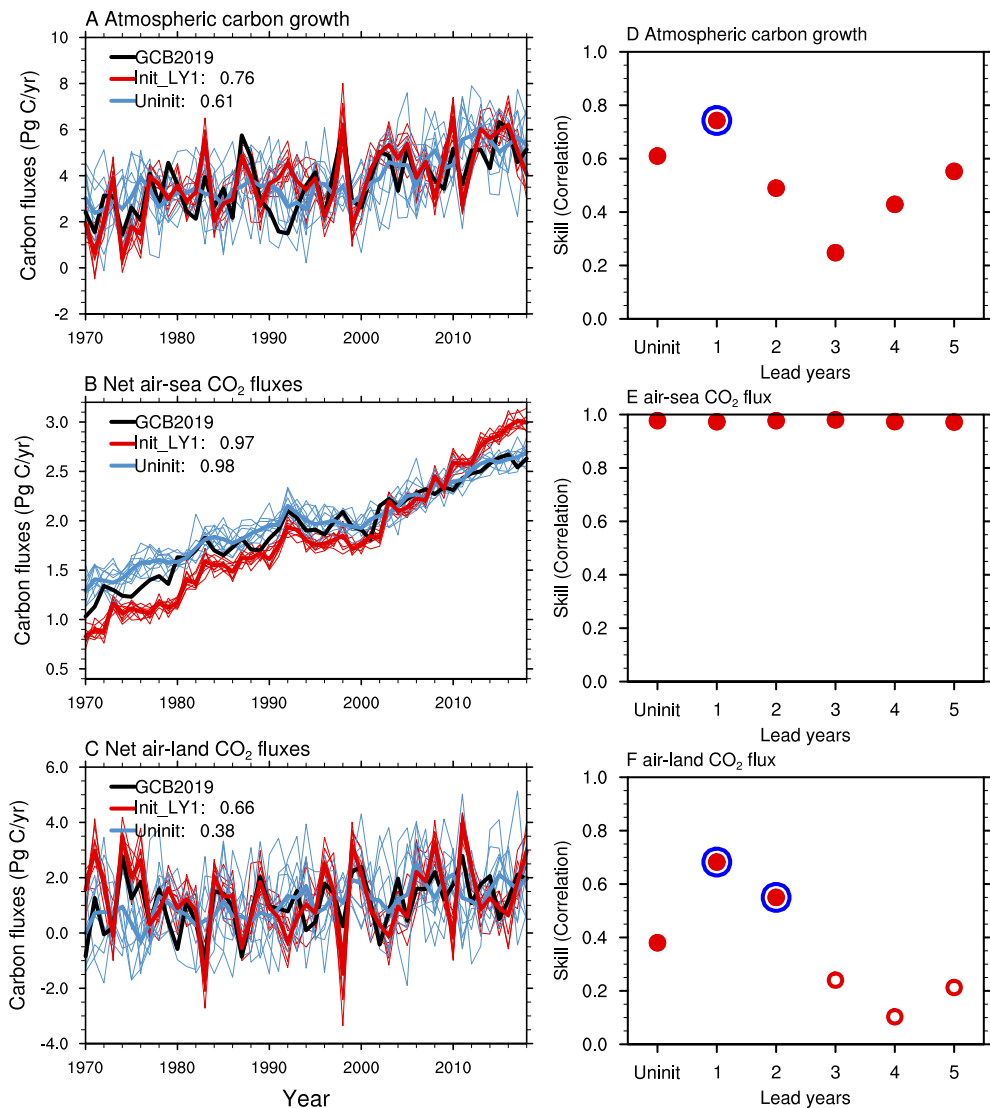 A Atmospheric carbon growth
Carbon fluxes (Pg C/yr)
10
8
6
4
2
0
-2
GCB2019
Init_LY1: 0.76
Uninit: 0.61
1970 1980 1990 2000 2010
D Atmospheric carbon growth
Skill (Correlation)
1.0
0.8
0.6
0.4
0.2
0.0
Uninit 1 2 3 4 5
Lead years
B Net air-sea CO₂ fluxes
Carbon fluxes (Pg C/yr)
3.0
2.5
2.0
1.5
1.0
0.5
GCB2019
Init_LY1: 0.97
Uninit: 0.98
1970 1980 1990 2000 2010
E air-sea CO₂ flux
Skill (Correlation)
1.0
0.8
0.6
0.4
0.2
0.0
Uninit 1 2 3 4 5
Lead years
C Net air-land CO₂ fluxes
Carbon fluxes (Pg C/yr)
6.0
4.0
2.0
0.0
-2.0
-4.0
GCB2019
Init_LY1: 0.66
Uninit: 0.38
1970 1980 1990 2000 2010
Year
F air-land CO₂ flux
Skill (Correlation)
1.0
0.8
0.6
0.4
0.2
0.0
Uninit 1 2 3 4 5
Lead years